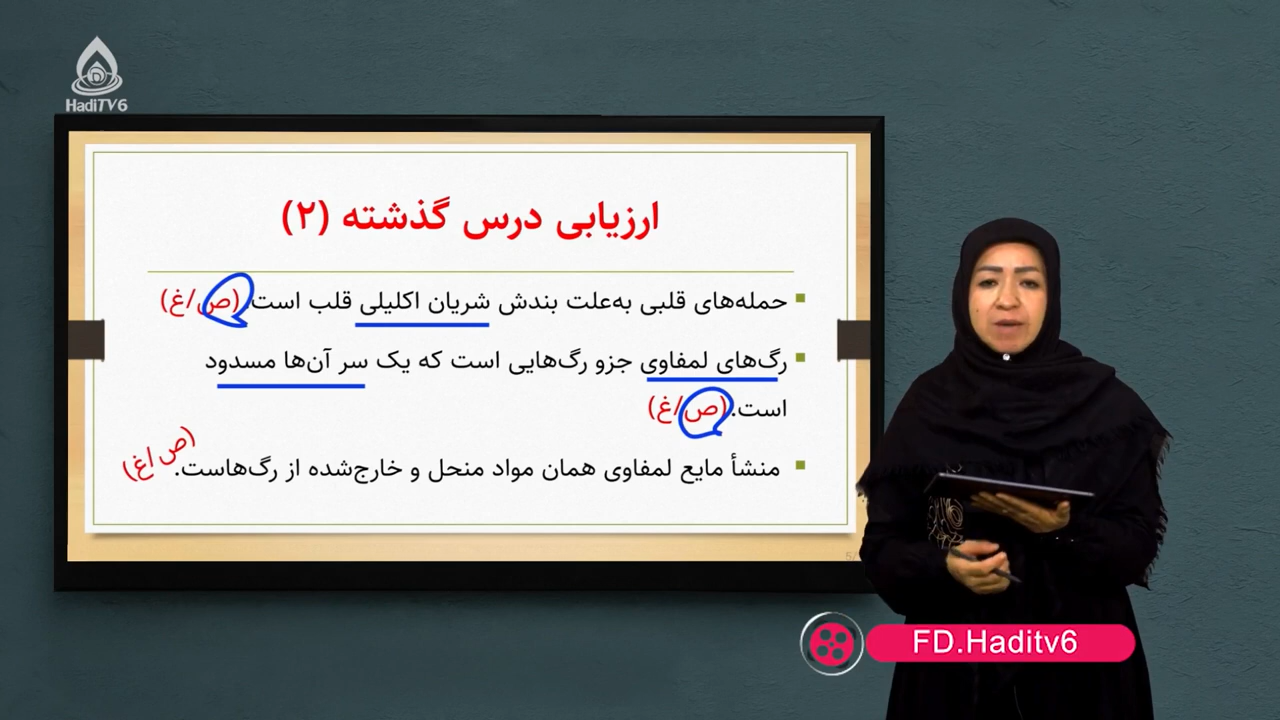 HadiTV6
ارزیابی درس گذشته (۲)
حمله‌های قلبی به‌علت بندش شریان اکلیلی قلب است. (ص/غ)
رگ‌های لمفاوی جزو رگ‌هایی است که یک سر آن‌ها مسدود
است. (ص/غ)
منشأ مایع لمفاوی همان مواد منحل و خارج‌شده از رگ‌هاست. (ص/غ)
FD.Haditv6